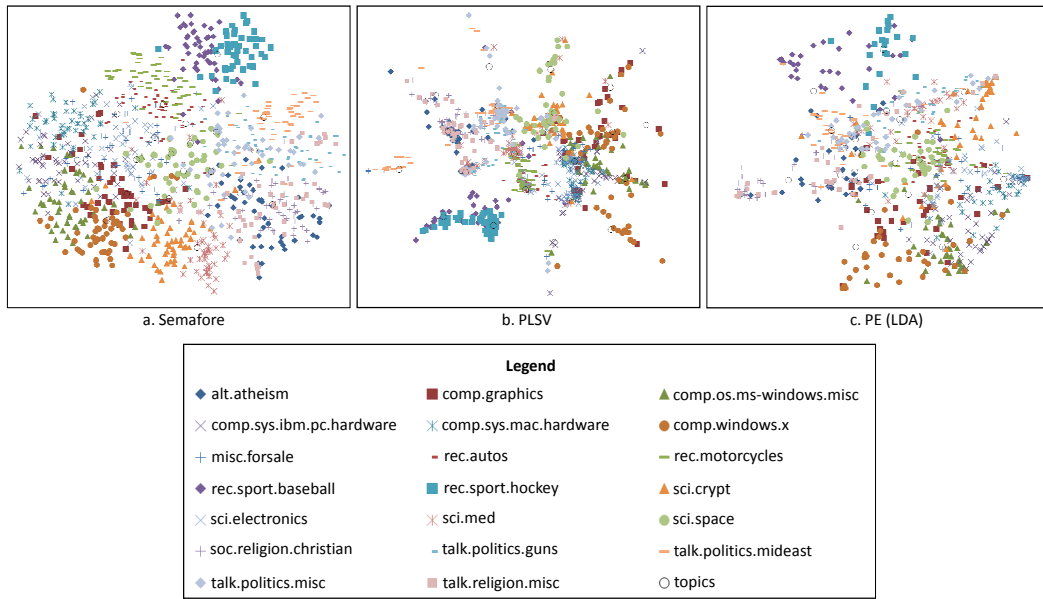 a. Semafore
b. PLSV
c. PE (LDA)
Legend
alt.atheism comp.graphics comp.os.ms-windows.misc
comp.sys.ibm.pc.hardware comp.sys.mac.hardware comp.windows.x
misc.forsale rec.autos rec.motorcycles
rec.sport.baseball rec.sport.hockey sci.crypt
sci.electronics sci.med sci.space
soc.religion.christian talk.politics.guns talk.politics.mideast
talk.politics.misc talk.religion.misc topics